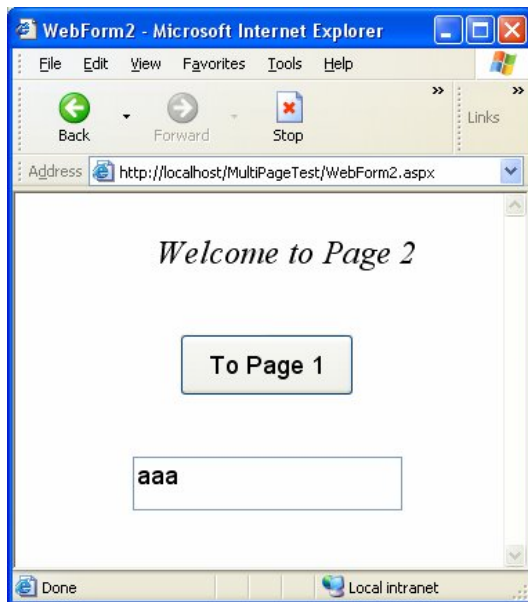 WebForm2 - Microsoft Internet Explorer
File Edit View Favorites Tools Help
Back Forward Stop » Links »
Address http://localhost/MultiPageTest/WebForm2.aspx
Welcome to Page 2
To Page 1
aaa
Done Local intranet